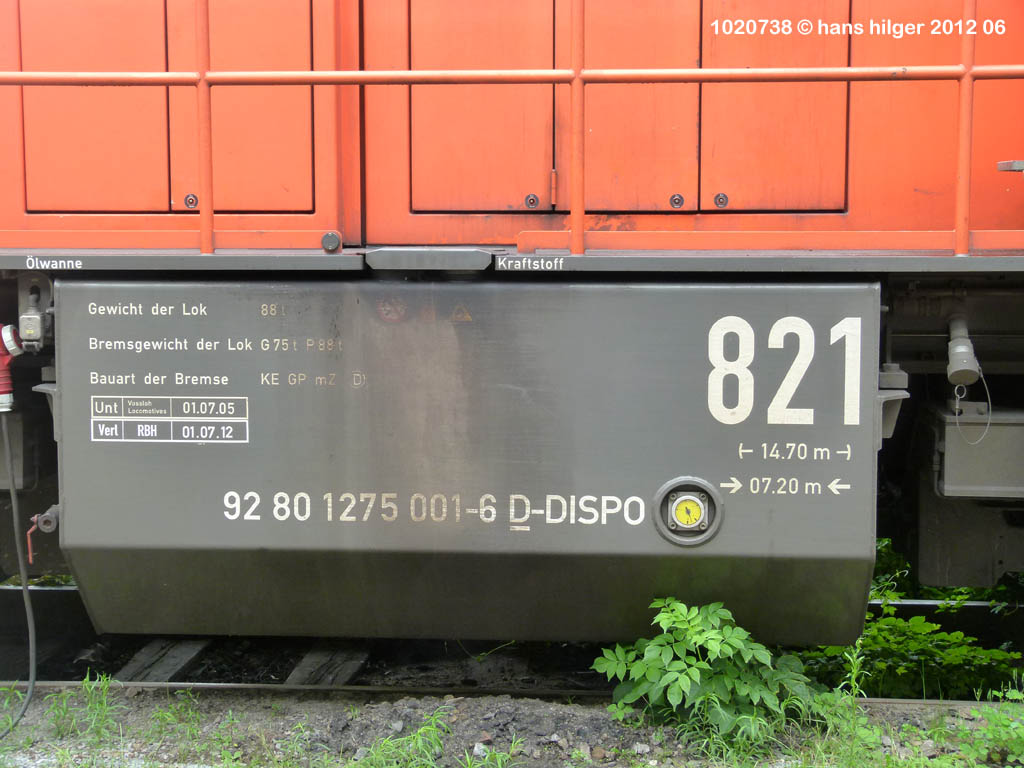 1020738 © hans hilger 2012 06
Ölwanne
Kraftstoff
Gewicht der Lok 88 t
Bremsgewicht der Lok G 75 t P 88 t
Bauart der Bremse KE GP mZ (D)
Unt Vossloh Locomotives 01.07.05
Verl RBH 01.07.12
821
14.70 m
→ 07.20 m ←
92 80 1275 001-6 D-DISPO